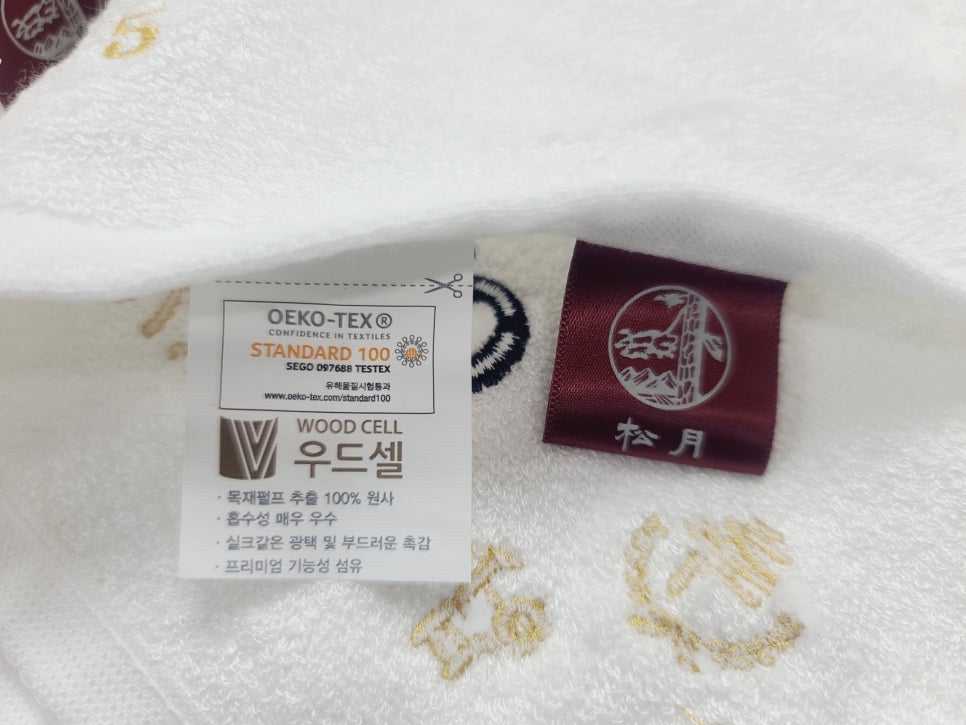 5
OEKO-TEX®
CONFIDENCE IN TEXTILES
STANDARD 100
SEGO 097688 TESTEX
유해물질시험통과
www.oeko-tex.com/standard100
WOOD CELL
우드셀
· 목재펄프 추출 100% 원사
· 흡수성 매우 우수
· 실크같은 광택 및 부드러운 촉감
· 프리미엄 기능성 섬유
松月